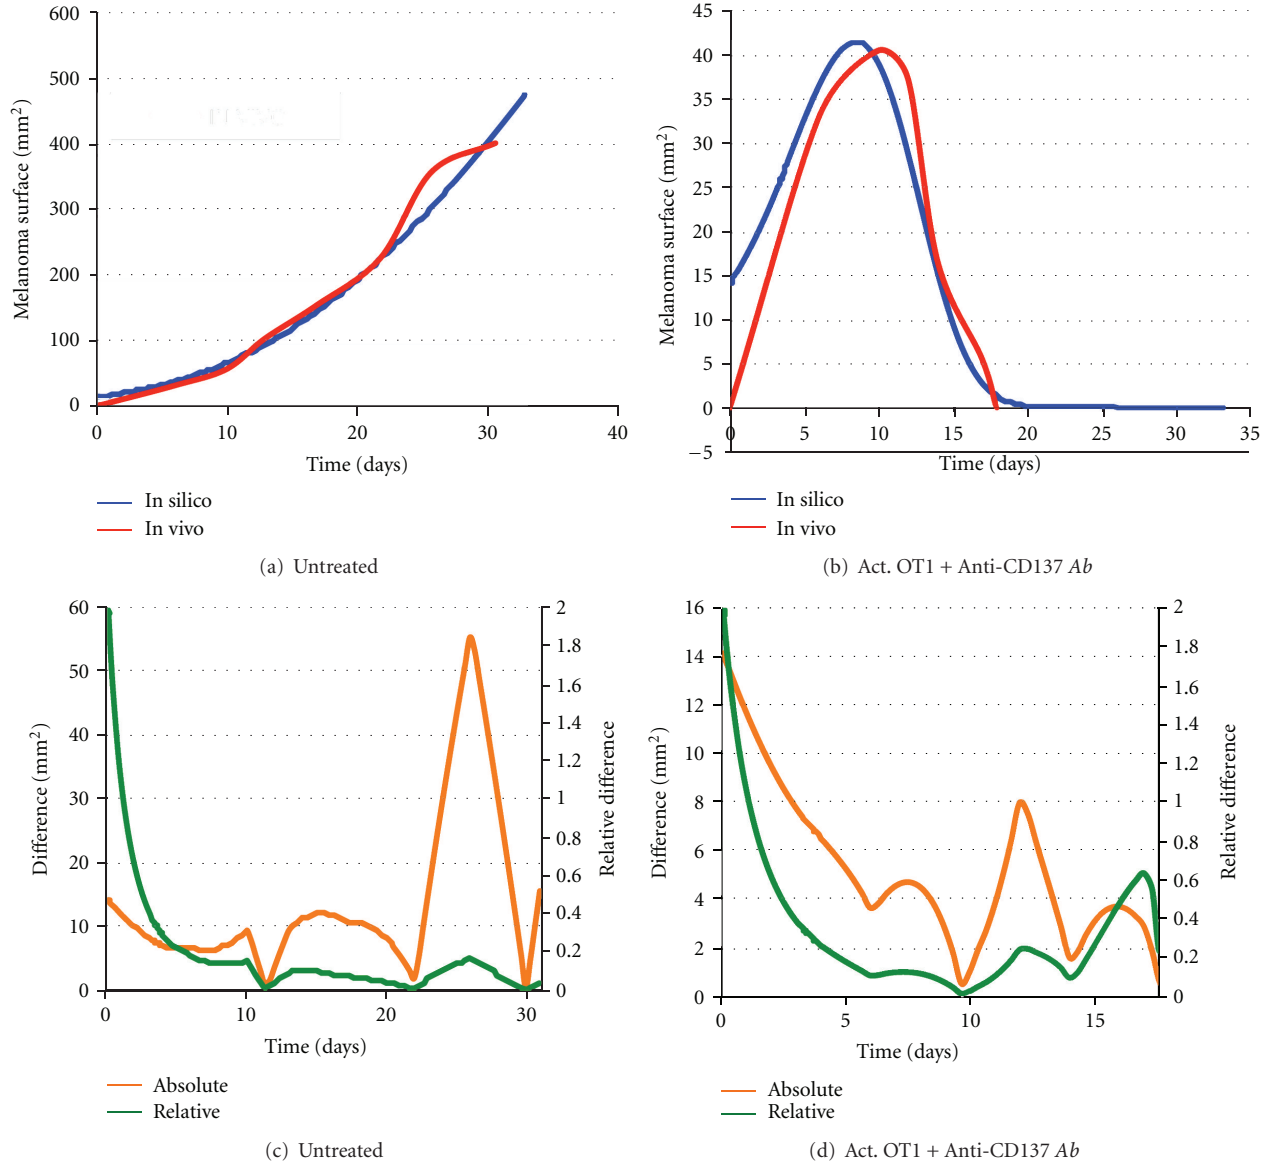 600
500
400
300
200
100
0
0 10 20 30 40
Melanoma surface (mm²)
Time (days)
In silico
In vivo
(a) Untreated
45
40
35
30
25
20
15
10
5
0
−5
0 5 10 15 20 25 30 35
Melanoma surface (mm²)
Time (days)
In silico
In vivo
(b) Act. OT1 + Anti-CD137 Ab
60
50
40
30
20
10
0
2
1.8
1.6
1.4
1.2
1
0.8
0.6
0.4
0.2
0
0 10 20 30
Difference (mm²)
Relative difference
Time (days)
Absolute
Relative
(c) Untreated
16
14
12
10
8
6
4
2
0
2
1.8
1.6
1.4
1.2
1
0.8
0.6
0.4
0.2
0
0 5 10 15
Difference (mm²)
Relative difference
Time (days)
Absolute
Relative
(d) Act. OT1 + Anti-CD137 Ab